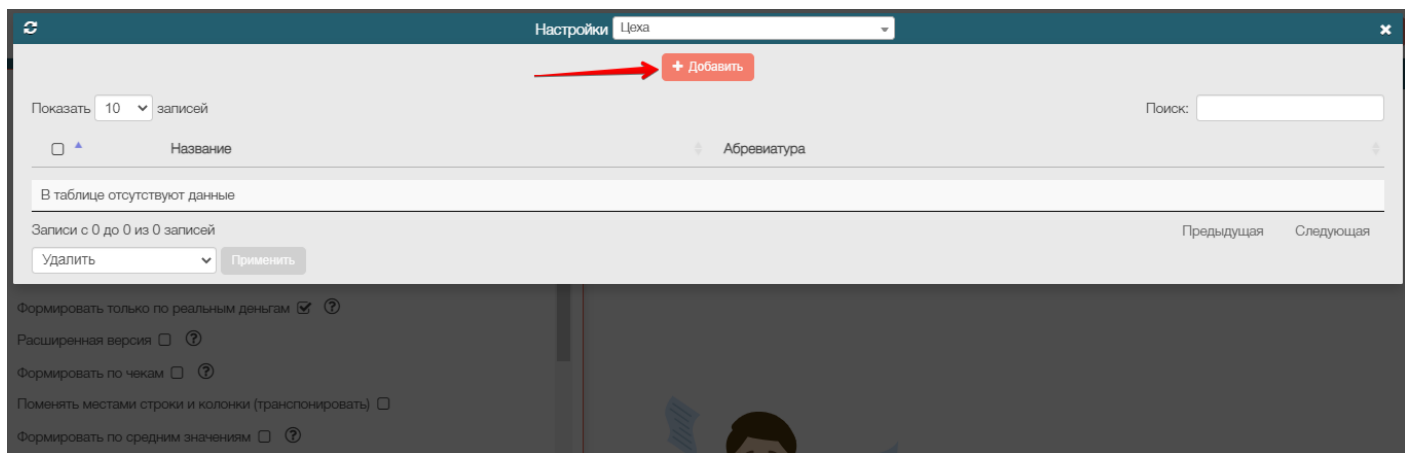 Настройки Цеха
+ Добавить
Показать 10 записей Поиск:
Название Абревиатура
В таблице отсутствуют данные
Записи с 0 до 0 из 0 записей Предыдущая Следующая
Удалить Применить
Формировать только по реальным деньгам
Расширенная версия
Формировать по чекам
Поменять местами строки и колонки (транспонировать)
Формировать по средним значениям